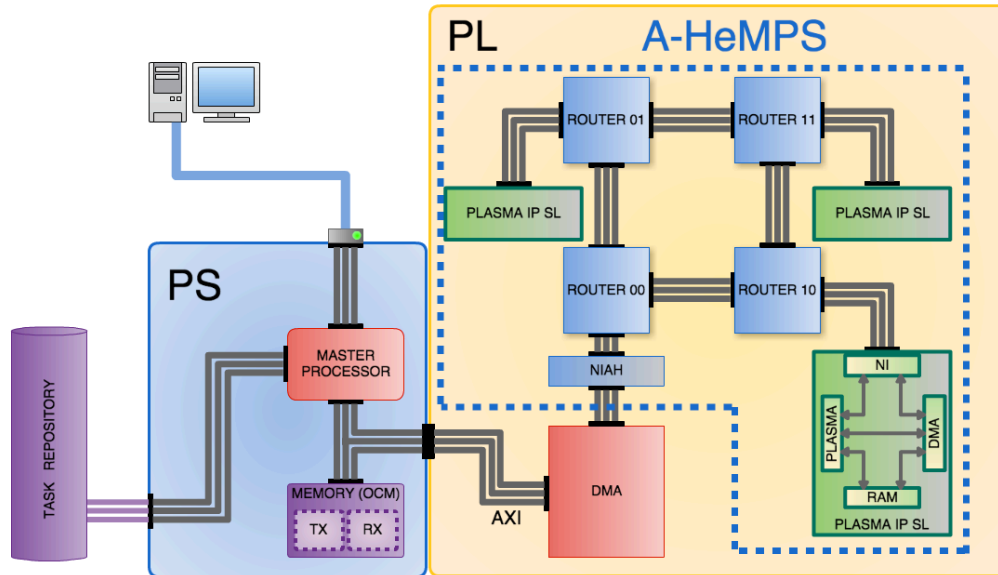 PL
A-HeMPS
ROUTER 01
ROUTER 11
PLASMA IP SL
PLASMA IP SL
PS
ROUTER 00
ROUTER 10
TASK REPOSITORY
MASTER
PROCESSOR
NIAH
NI
PLASMA
DMA
RAM
PLASMA IP SL
MEMORY (OCM)
TX
RX
AXI
DMA